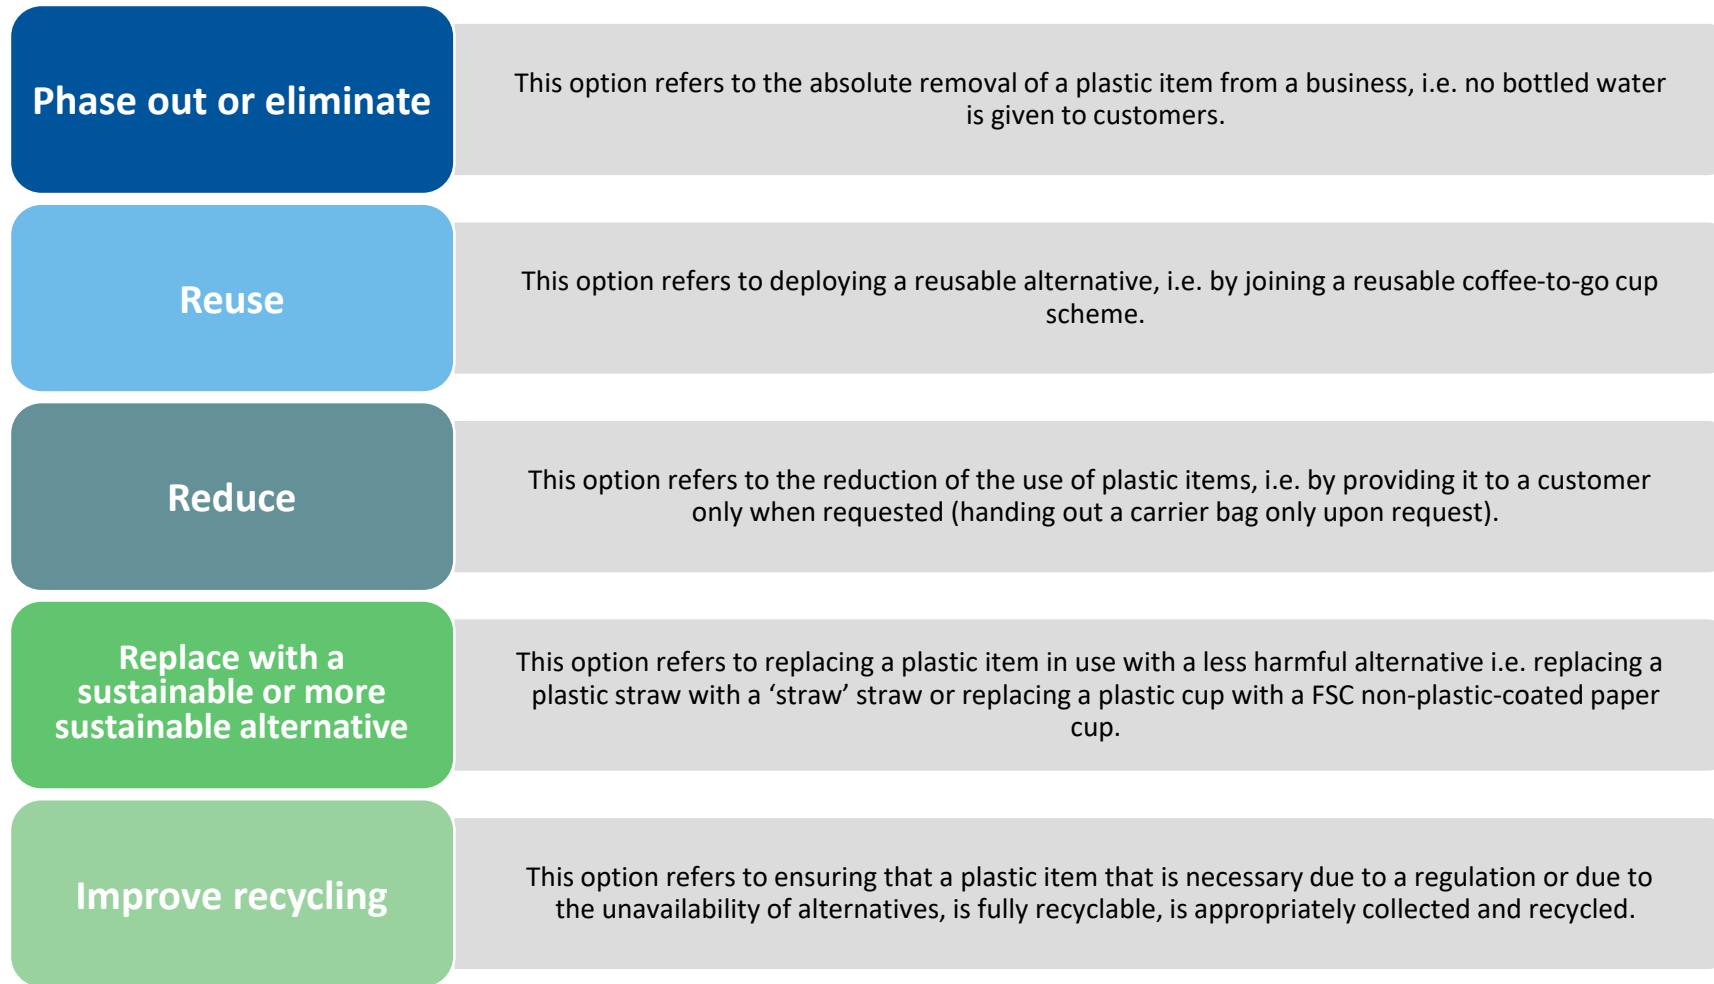 Phase out or eliminate
This option refers to the absolute removal of a plastic item from a business, i.e. no bottled water
is given to customers.
Reuse
This option refers to deploying a reusable alternative, i.e. by joining a reusable coffee-to-go cup
scheme.
Reduce
This option refers to the reduction of the use of plastic items, i.e. by providing it to a customer
only when requested (handing out a carrier bag only upon request).
Replace with a
sustainable or more
sustainable alternative
This option refers to replacing a plastic item in use with a less harmful alternative i.e. replacing a
plastic straw with a ‘straw’ straw or replacing a plastic cup with a FSC non-plastic-coated paper
cup.
Improve recycling
This option refers to ensuring that a plastic item that is necessary due to a regulation or due to
the unavailability of alternatives, is fully recyclable, is appropriately collected and recycled.